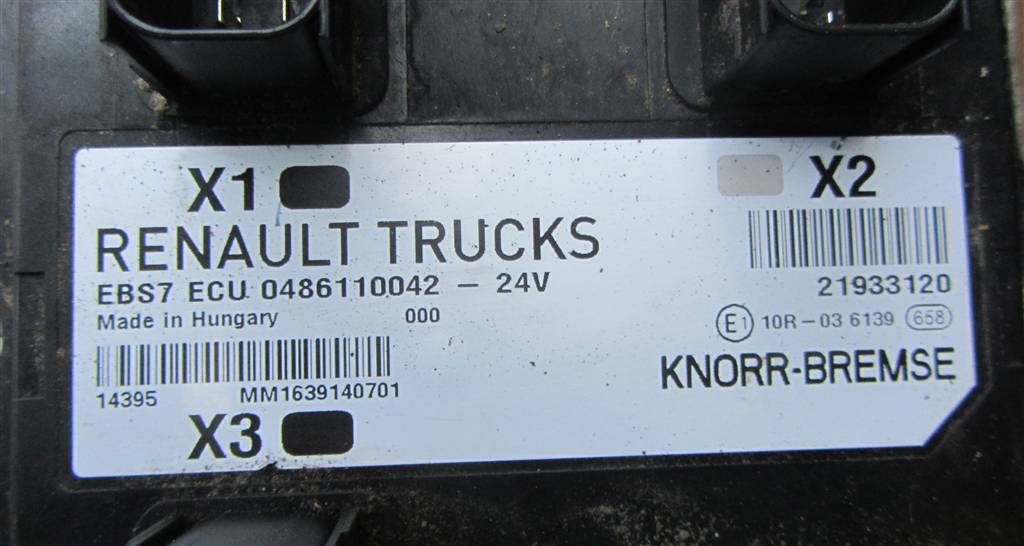 X1
X2
RENAULT TRUCKS
EBS7 ECU 0486110042 – 24V
21933120
Made in Hungary 000
E1 10R–03 6139 658
14395 MM1639140701
KNORR-BREMSE
X3